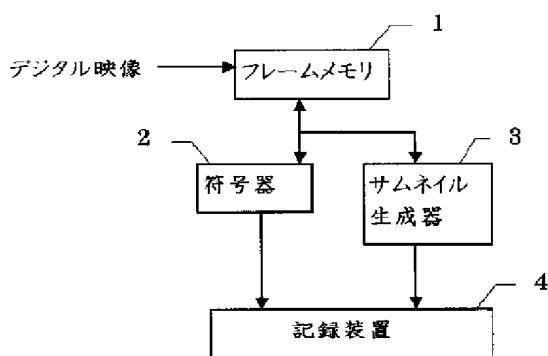 1
デジタル映像
フレームメモリ
2
3
符号器
サムネイル
生成器
4
記録装置